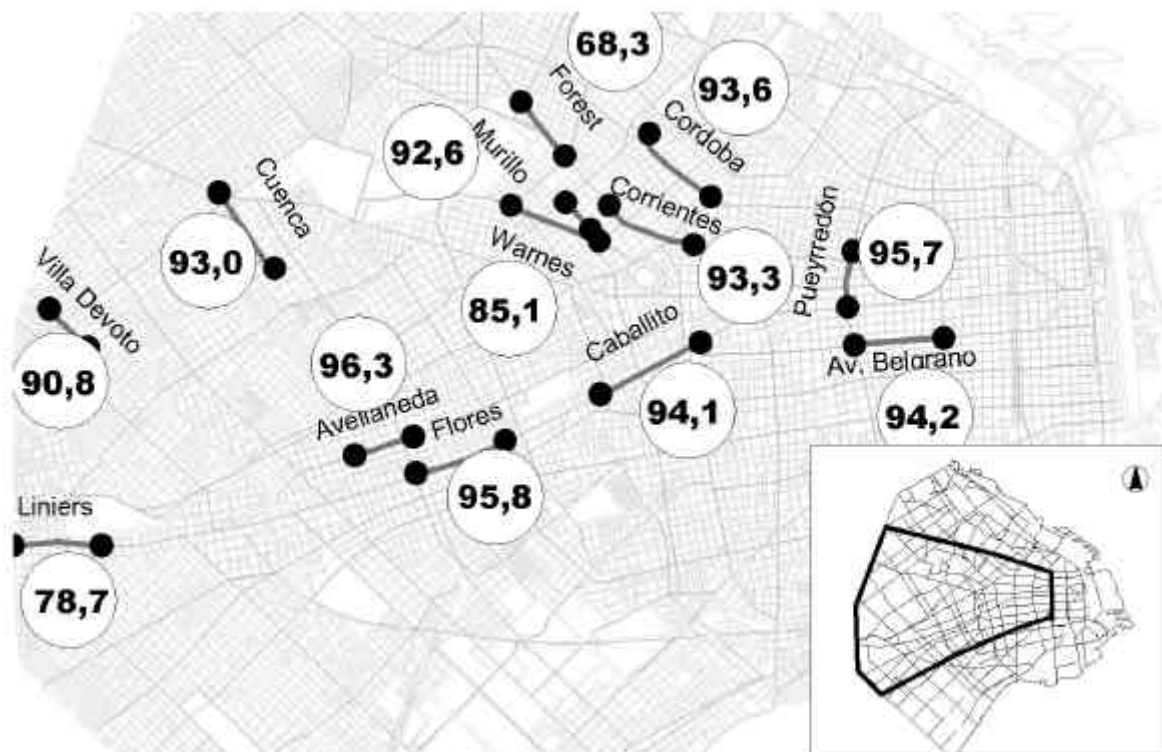 68,3
Forest
93,6
Cordoba
92,6
Murillo
Cuenca
Corrientes
93,0
Warnes
93,3
Pueyrredón
95,7
Villa Devoto
85,1
Caballito
90,8
96,3
Av. Belgrano
Avellaneda
Flores
94,1
94,2
95,8
Liniers
78,7